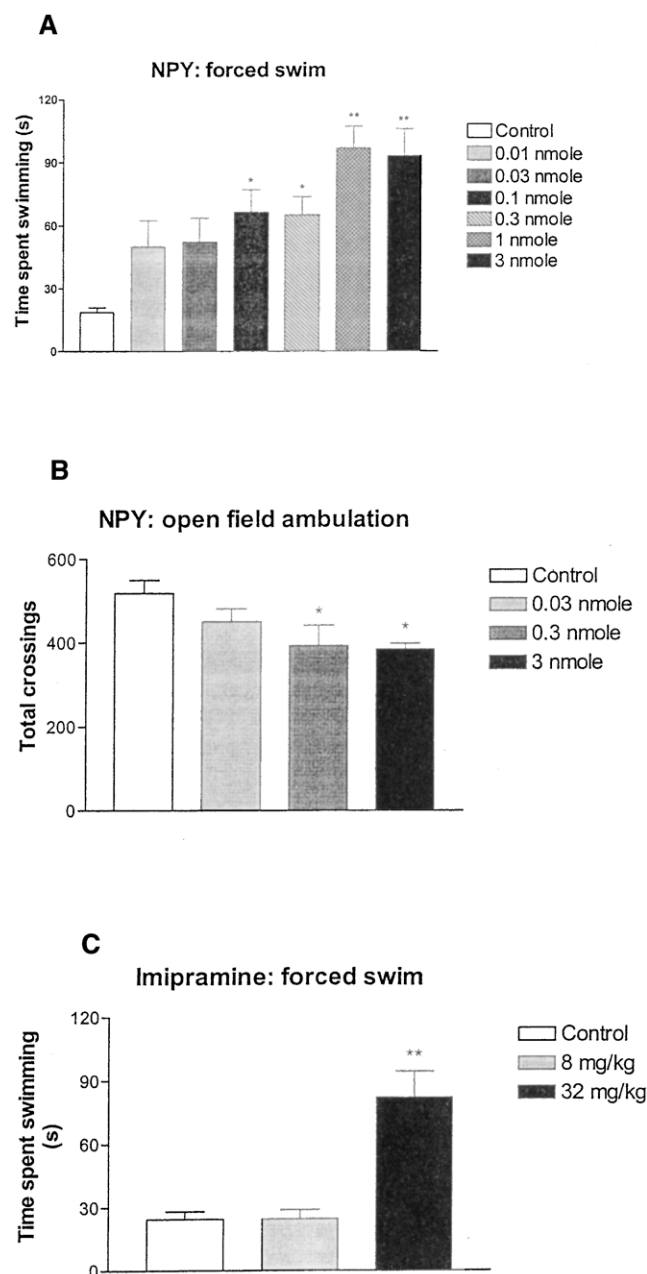 A
NPY: forced swim
Time spent swimming (s)
120
90
60
30
0
*
*
**
**
Control
0.01 nmole
0.03 nmole
0.1 nmole
0.3 nmole
1 nmole
3 nmole
B
NPY: open field ambulation
Total crossings
600
400
200
0
*
*
Control
0.03 nmole
0.3 nmole
3 nmole
C
Imipramine: forced swim
Time spent swimming
(s)
120
90
60
30
0
**
Control
8 mg/kg
32 mg/kg